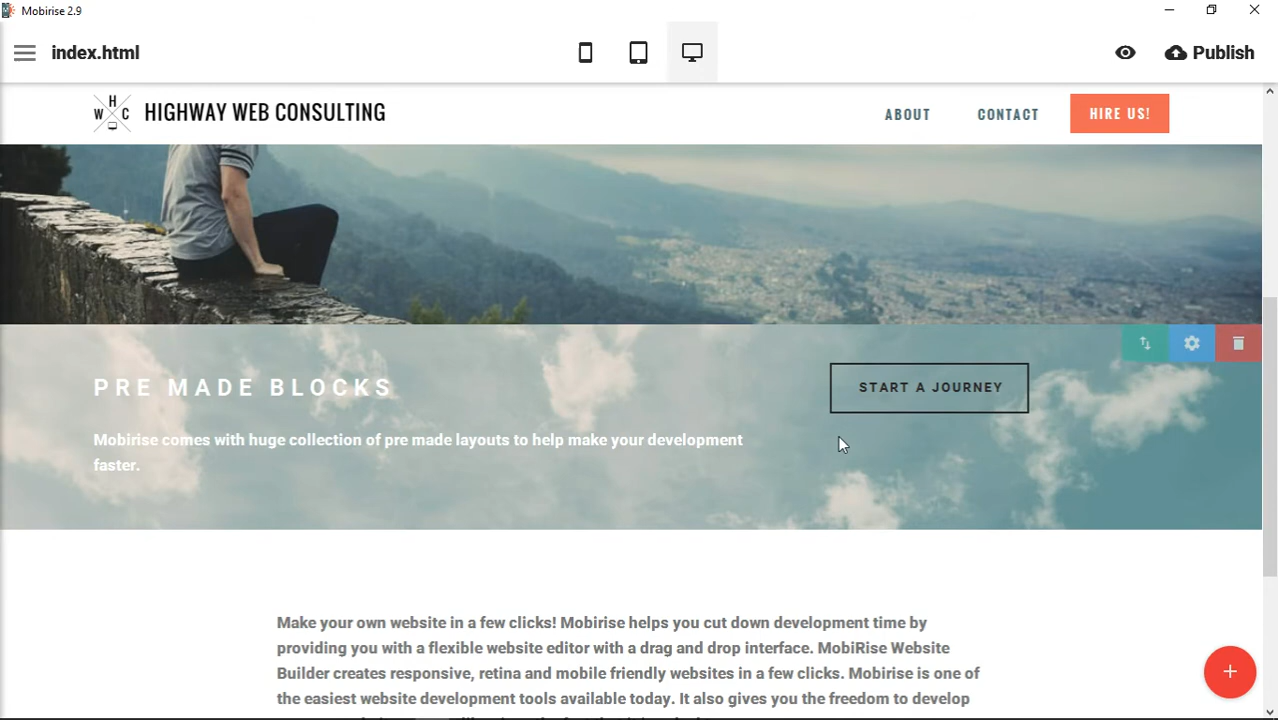 Mobirise 2.9
index.html
Publish
H
W C
HIGHWAY WEB CONSULTING
ABOUT
CONTACT
HIRE US!
PRE MADE BLOCKS
START A JOURNEY
Mobirise comes with huge collection of pre made layouts to help make your development
faster.
Make your own website in a few clicks! Mobirise helps you cut down development time by
providing you with a flexible website editor with a drag and drop interface. MobiRise Website
Builder creates responsive, retina and mobile friendly websites in a few clicks. Mobirise is one of
the easiest website development tools available today. It also gives you the freedom to develop